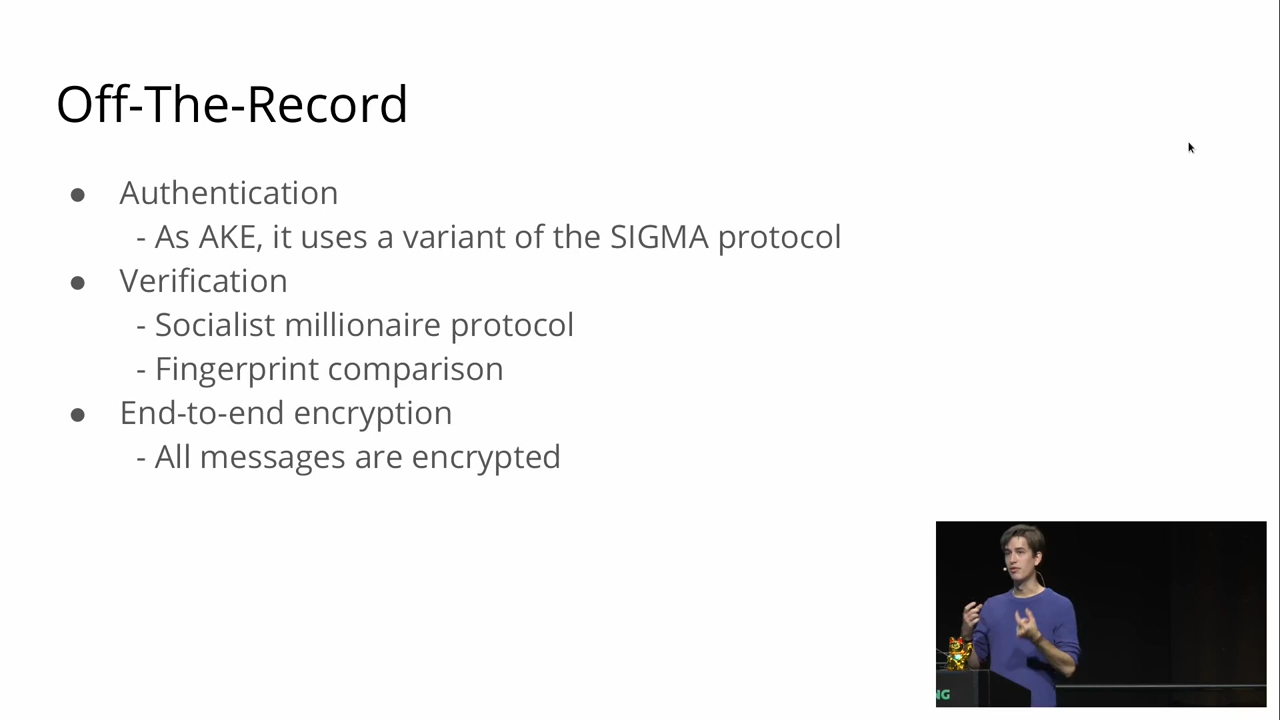 Off-The-Record
● Authentication
- As AKE, it uses a variant of the SIGMA protocol
● Verification
- Socialist millionaire protocol
- Fingerprint comparison
● End-to-end encryption
- All messages are encrypted
NG